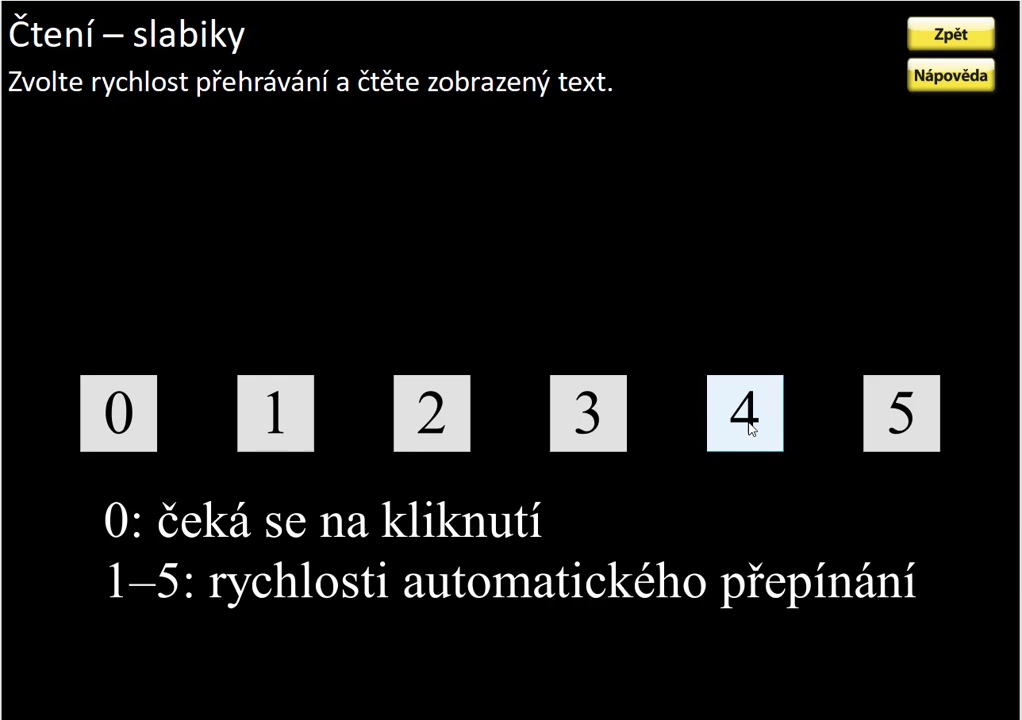 Čtení – slabiky
Zpět
Zvolte rychlost přehrávání a čtěte zobrazený text.
Nápověda
0 1 2 3 4 5
0: čeká se na kliknutí
1–5: rychlosti automatického přepínání